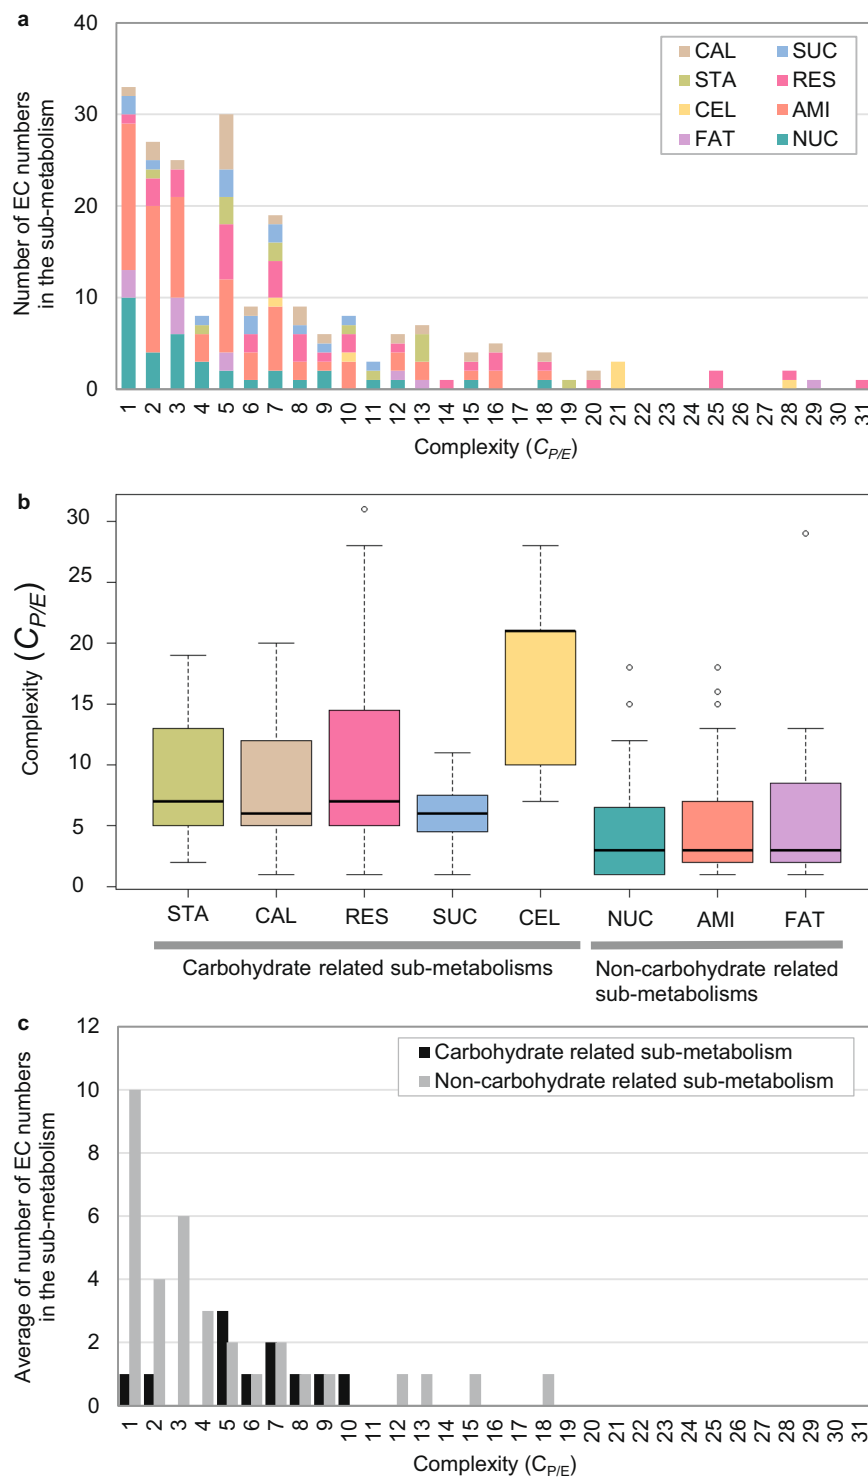 a
40
30
20
10
0
Number of EC numbers
in the sub-metabolism
CAL SUC
STA RES
CEL AMI
FAT NUC
1 2 3 4 5 6 7 8 9 10 11 12 13 14 15 16 17 18 19 20 21 22 23 24 25 26 27 28 29 30 31
Complexity (CP/E)
b
30
25
20
15
10
5
0
Complexity (CP/E)
STA CAL RES SUC CEL NUC AMI FAT
Carbohydrate related sub-metabolisms
Non-carbohydrate related
sub-metabolisms
c
12
10
8
6
4
2
0
Average of number of EC numbers
in the sub-metabolism
Carbohydrate related sub-metabolism
Non-carbohydrate related sub-metabolism
1 2 3 4 5 6 7 8 9 10 11 12 13 14 15 16 17 18 19 20 21 22 23 24 25 26 27 28 29 30 31
Complexity (CP/E)